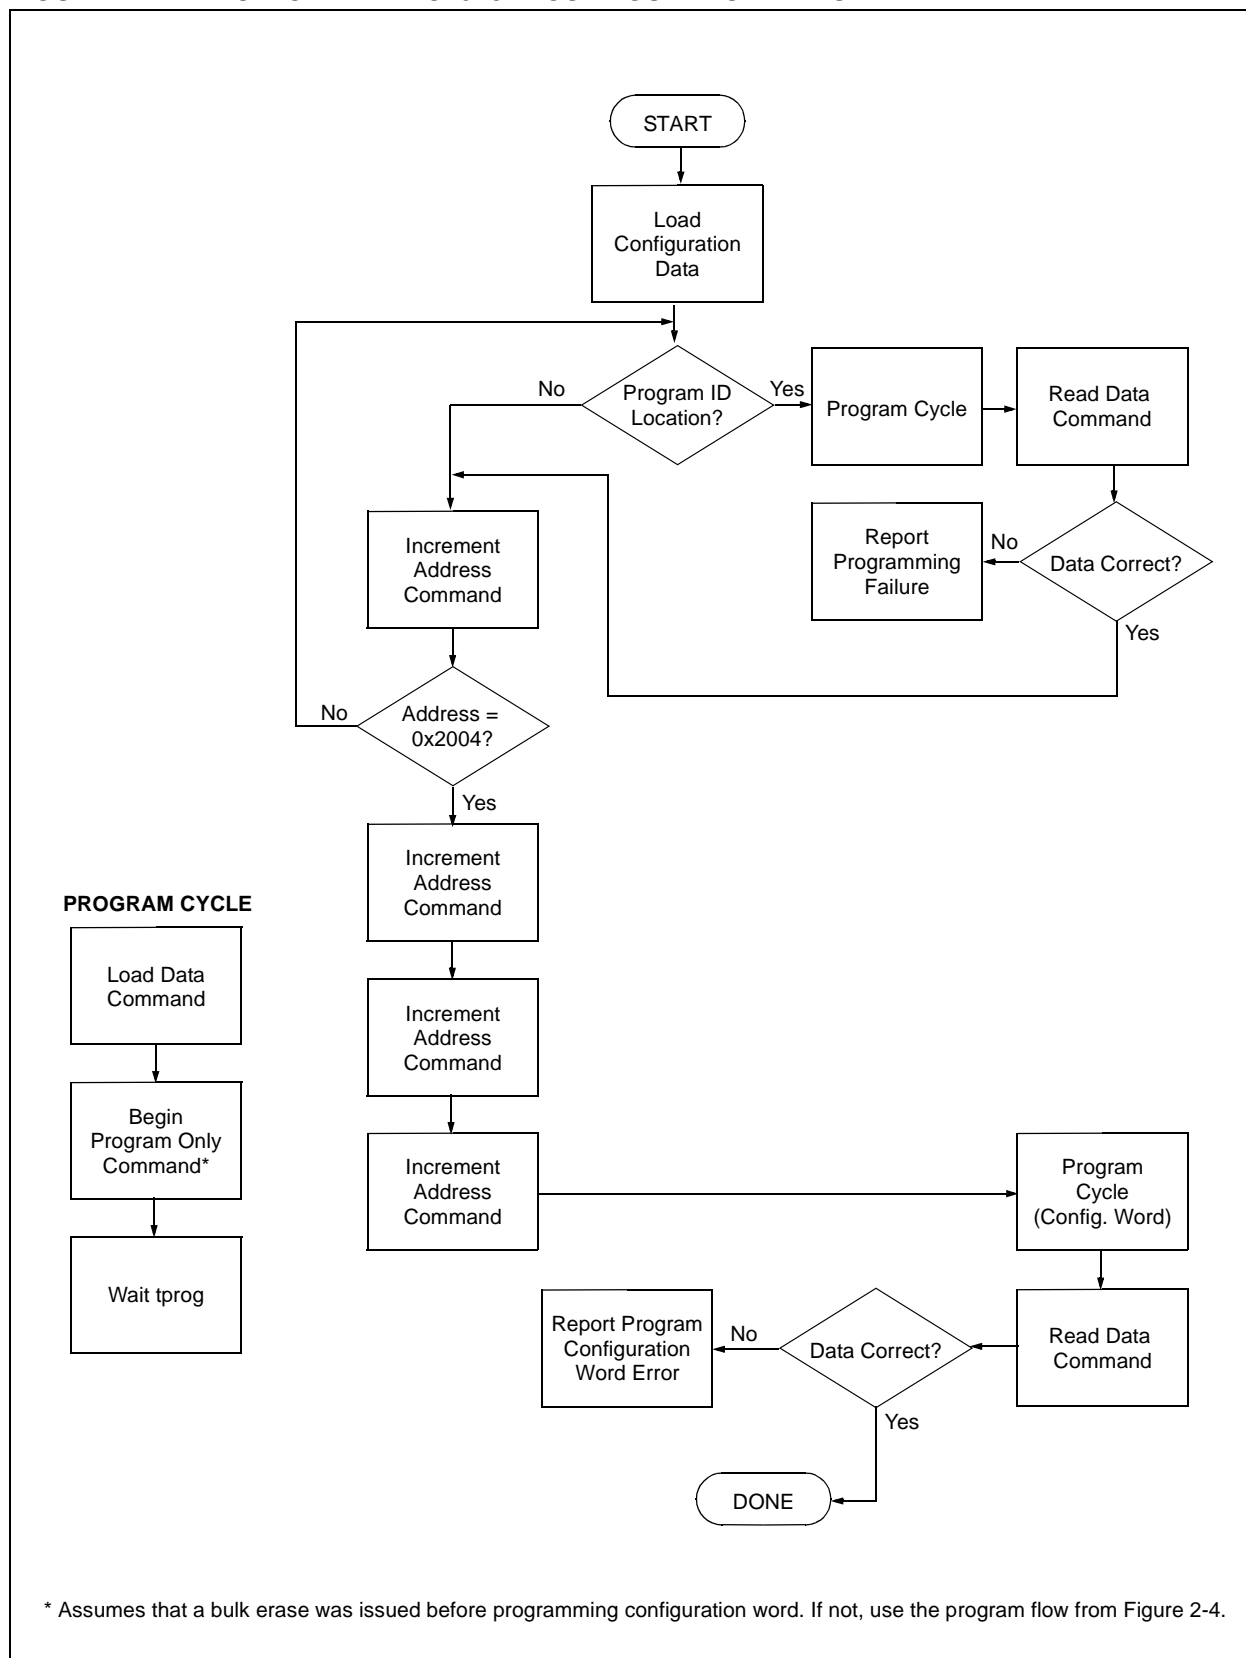 START
Load
Configuration
Data
No
Program ID
Location?
Yes
Program Cycle
Read Data
Command
Increment
Address
Command
Report
Programming
Failure
No
Data Correct?
Yes
No
Address =
0x2004?
Yes
Increment
Address
Command
PROGRAM CYCLE
Load Data
Command
Increment
Address
Command
Begin
Program Only
Command*
Increment
Address
Command
Program
Cycle
(Config. Word)
Wait tprog
Report Program
Configuration
Word Error
No
Data Correct?
Read Data
Command
Yes
DONE
* Assumes that a bulk erase was issued before programming configuration word. If not, use the program flow from Figure 2-4.